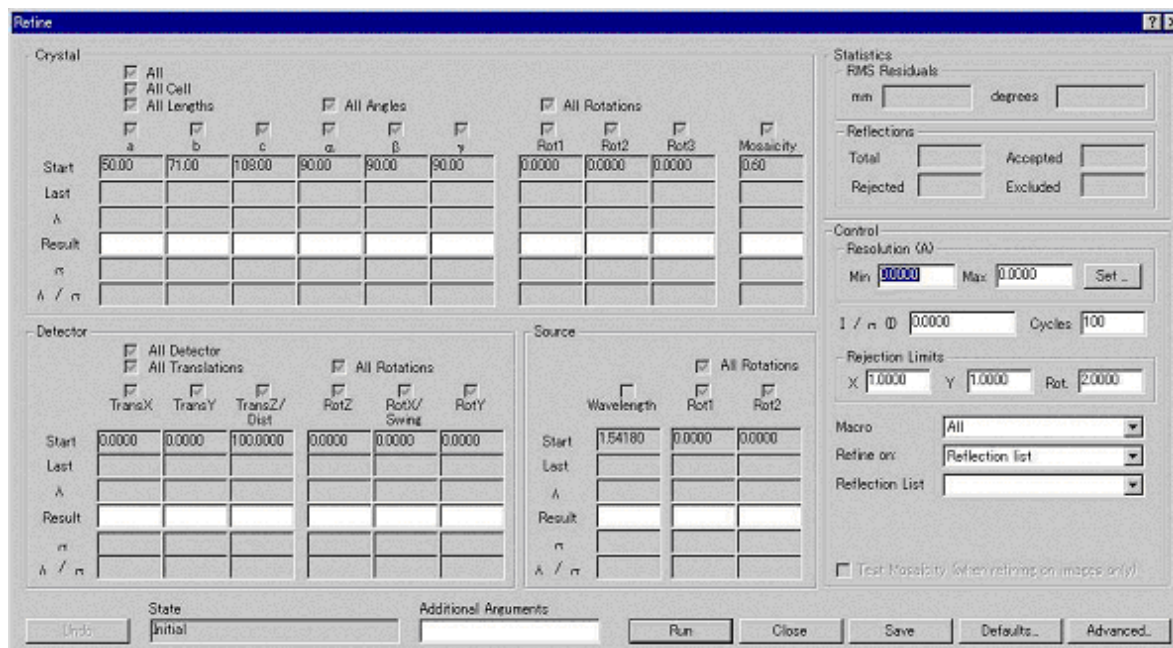 Refine
Crystal
All
All Cell
All Lengths
All Angles
All Rotations
a b c α β γ Rot1 Rot2 Rot3 Mosaicity
Start 50.00 71.00 108.00 90.00 90.00 90.00 0.0000 0.0000 0.0000 0.60
Last
Δ
Result
σ
Δ / σ
Detector
All Detector
All Translations
All Rotations
TransX TransY TransZ/ Dist RotZ RotX/ Swing RotY
Start 0.0000 0.0000 100.0000 0.0000 0.0000 0.0000
Last
Δ
Result
σ
Δ / σ
Source
All Rotations
Wavelength Rot1 Rot2
Start 1.54180 0.0000 0.0000
Last
Δ
Result
σ
Δ / σ
Statistics
RMS Residuals
mm degrees
Reflections
Total Accepted
Rejected Excluded
Control
Resolution (A)
Min 0.0000 Max 0.0000 Set ..
I / σ (I) 0.0000 Cycles 100
Rejection Limits
X 1.0000 Y 1.0000 Rot. 2.0000
Macro All
Refine on: Reflection list
Reflection List
Test Mosaicity (when refining on images only)
State
Initial
Additional Arguments
Undo Run Close Save Defaults... Advanced...